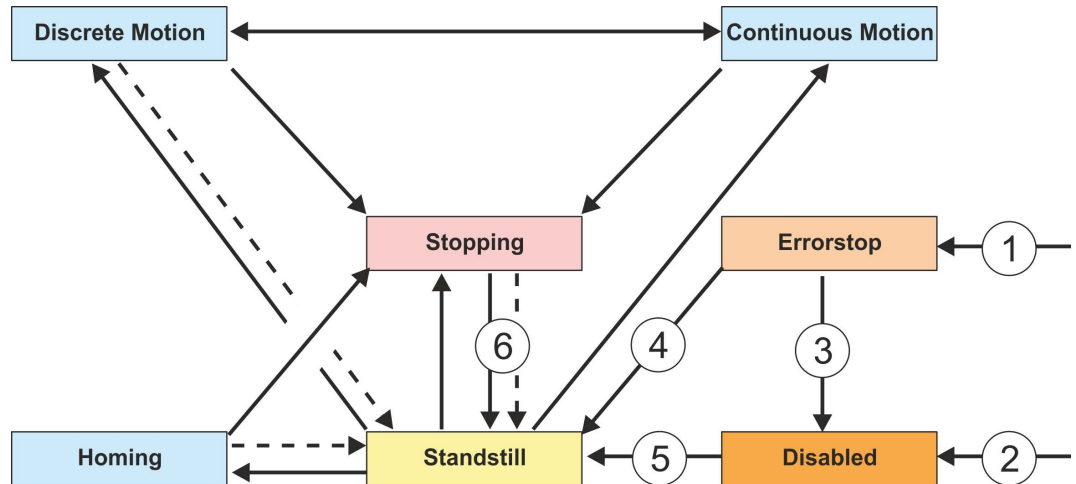 Discrete Motion
Continuous Motion
Stopping
Errorstop
1
6
4
3
Homing
Standstill
5
Disabled
2